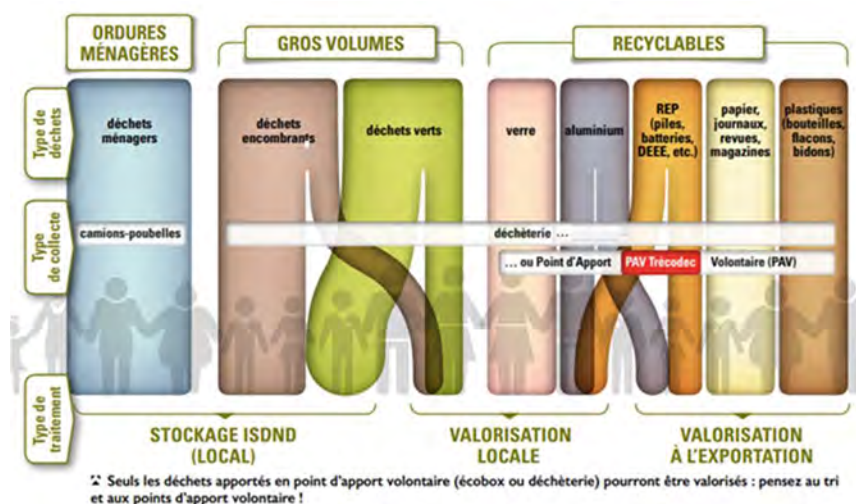 ORDURES
MÉNAGÈRES
GROS VOLUMES
RECYCLABLES
Type de
déchets
déchets
ménagers
déchets
encombrants
déchets verts
verre
aluminium
REP
(piles,
batteries,
DEEE, etc.)
papier,
journaux,
revues,
magazines
plastiques
(bouteilles,
flacons,
bidons)
Type
de collecte
camions-poubelles
déchèterie ...
... ou Point d'Apport
PAV Trécodec
Volontaire (PAV)
Type de
traitement
STOCKAGE ISDND
(LOCAL)
VALORISATION
LOCALE
VALORISATION
À L'EXPORTATION
Seuls les déchets apportés en point d'apport volontaire (écobox ou déchèterie) pourront être valorisés : pensez au tri
et aux points d'apport volontaire !